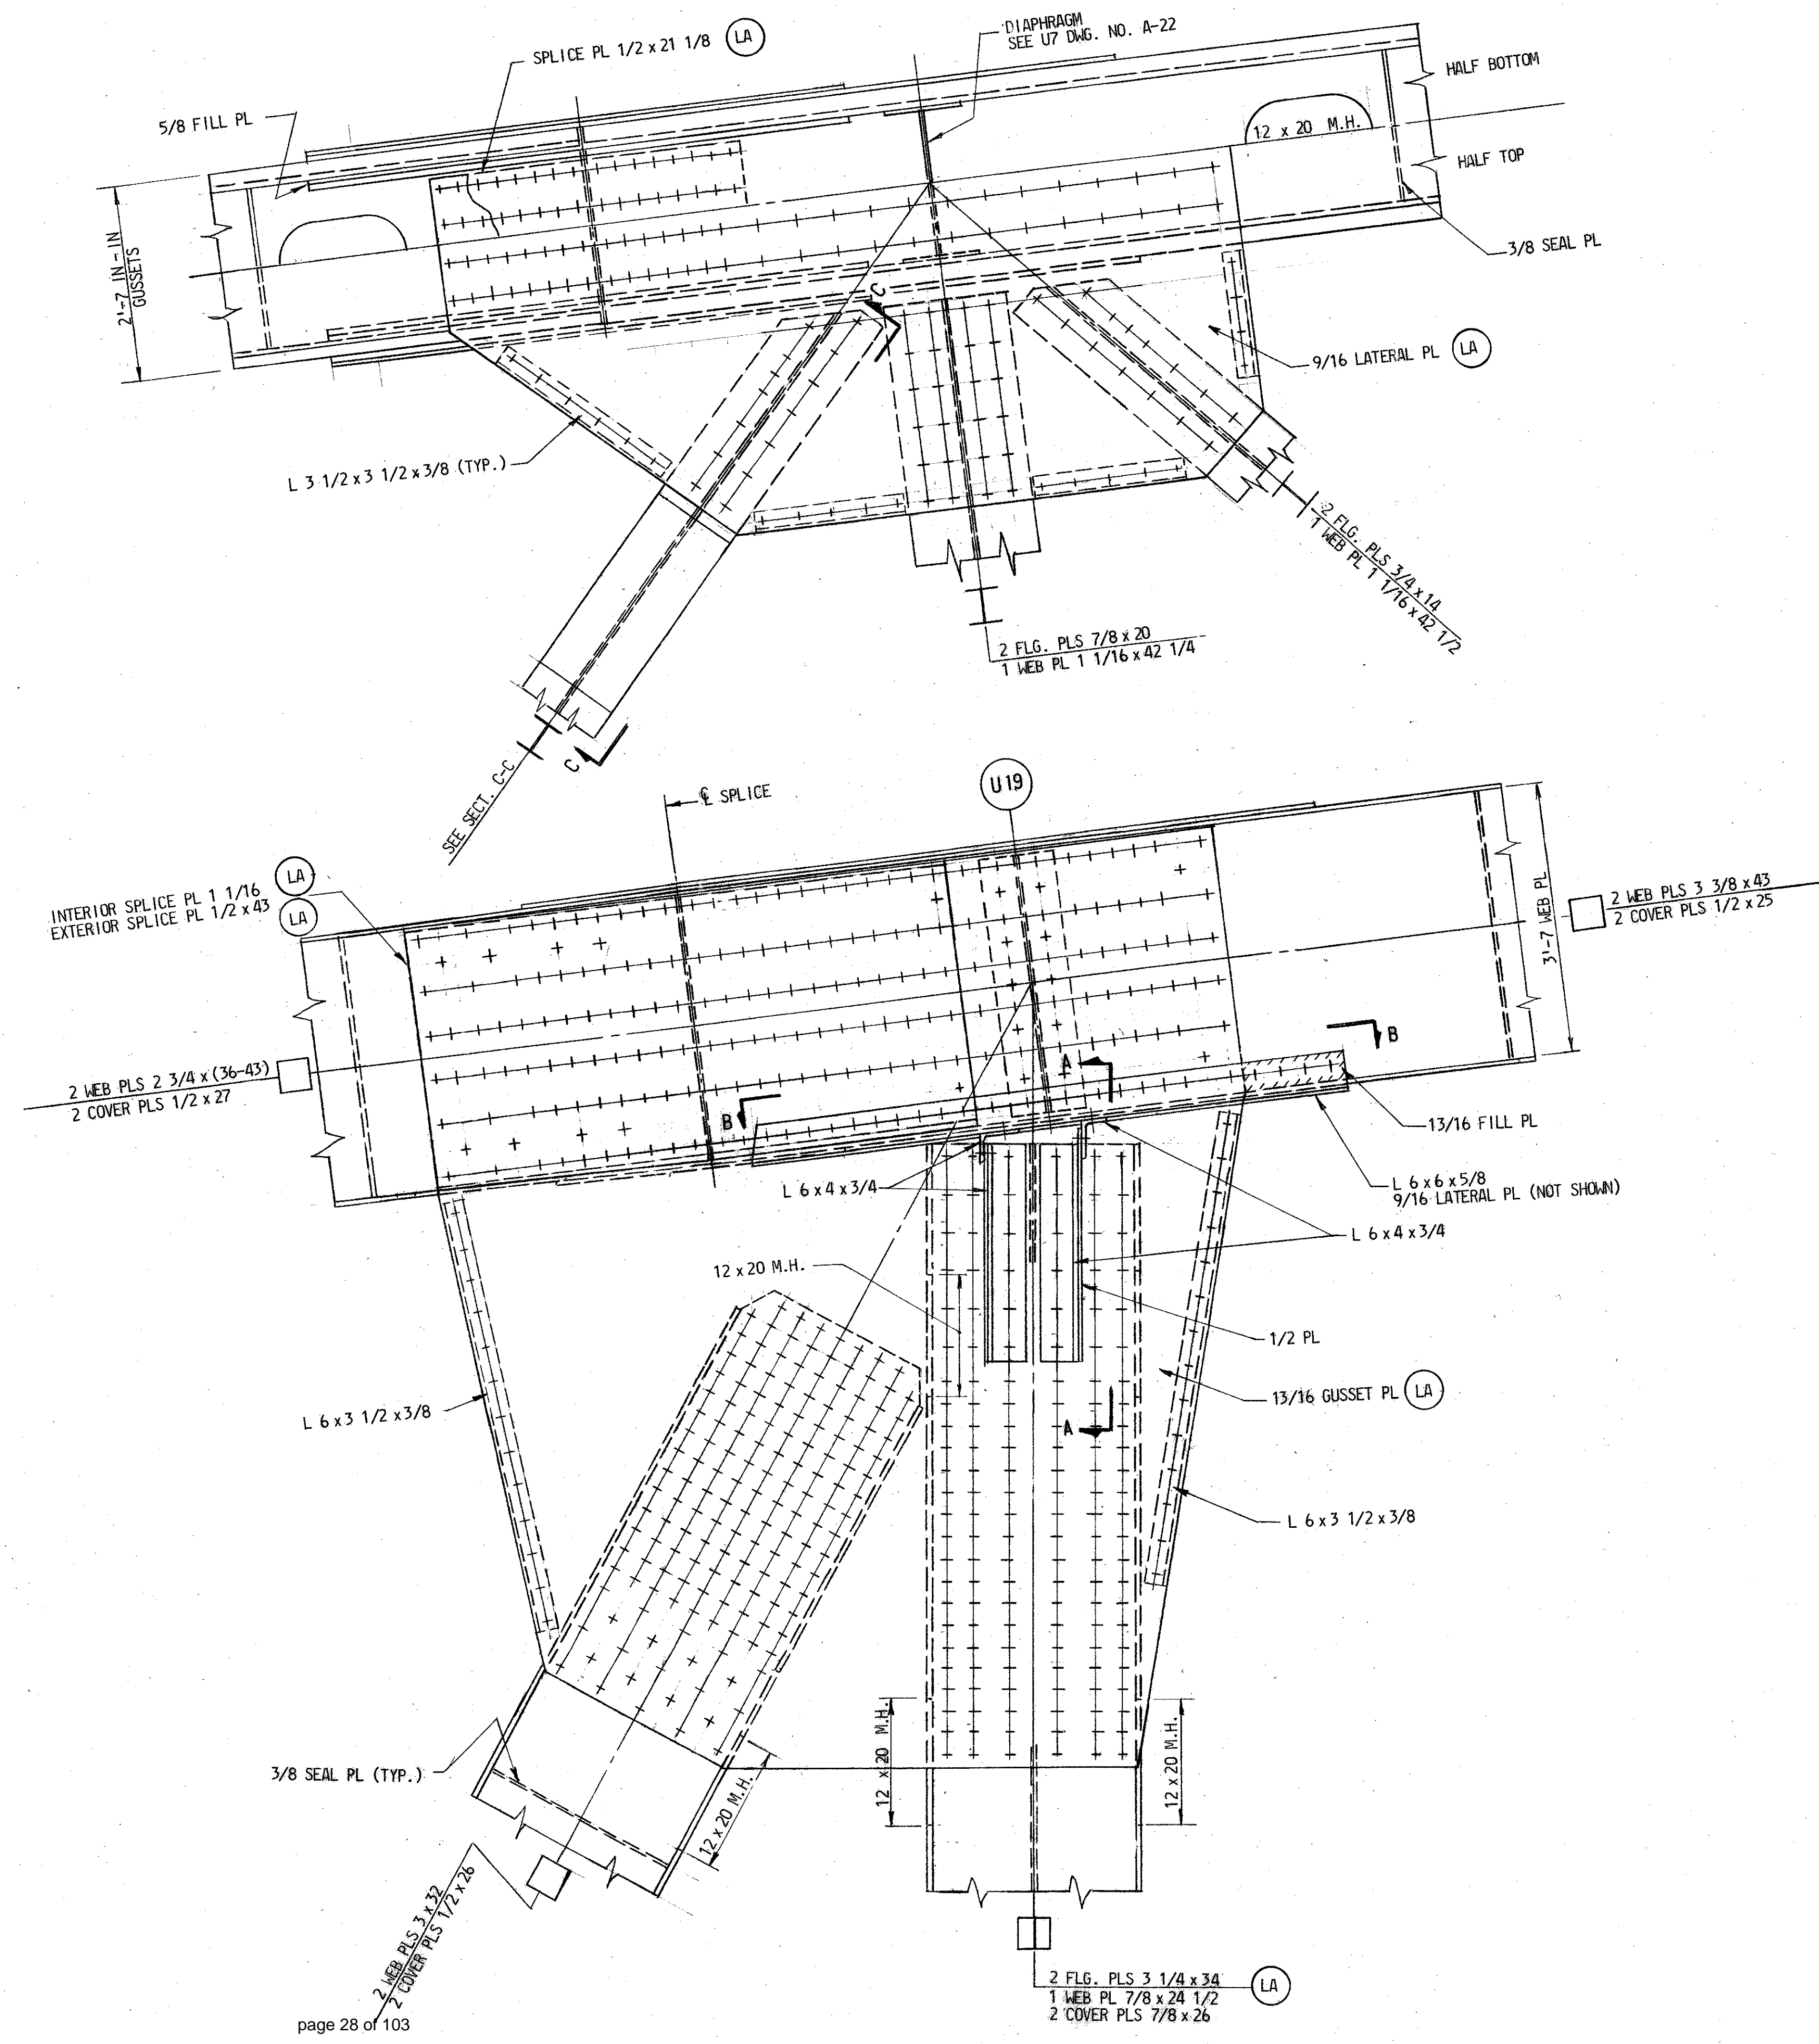 DIAPHRAGM
SEE U7 DWG. NO. A-22
SPLICE PL 1/2 x 21 1/8 LA
HALF BOTTOM
5/8 FILL PL
12 x 20 M.H.
HALF TOP
2'-7 IN-IN
GUSSETS
3/8 SEAL PL
C
9/16 LATERAL PL LA
L 3 1/2 x 3 1/2 x 3/8 (TYP.)
2 FLG. PLS 3/4 x 14
1 WEB PL 1 1/16 x 42 1/2
2 FLG. PLS 7/8 x 20
1 WEB PL 1 1/16 x 42 1/4
C
SEE SECT. C-C
℄ SPLICE
U19
INTERIOR SPLICE PL 1 1/16 LA
EXTERIOR SPLICE PL 1/2 x 43 LA
2 WEB PLS 3 3/8 x 43
2 COVER PLS 1/2 x 25
3'-7 WEB PL
B
A
2 WEB PLS 2 3/4 x (36-43)
2 COVER PLS 1/2 x 27
B
13/16 FILL PL
L 6 x 4 x 3/4
L 6 x 6 x 5/8
9/16 LATERAL PL (NOT SHOWN)
L 6 x 4 x 3/4
12 x 20 M.H.
1/2 PL
13/16 GUSSET PL LA
L 6 x 3 1/2 x 3/8
A
L 6 x 3 1/2 x 3/8
3/8 SEAL PL (TYP.)
12 x 20 M.H.
12 x 20 M.H.
12 x 20 M.H.
2 WEB PLS 3 x 32
2 COVER PLS 1/2 x 26
2 FLG. PLS 3 1/4 x 34 LA
1 WEB PL 7/8 x 24 1/2
2 COVER PLS 7/8 x 26
page 28 of 103